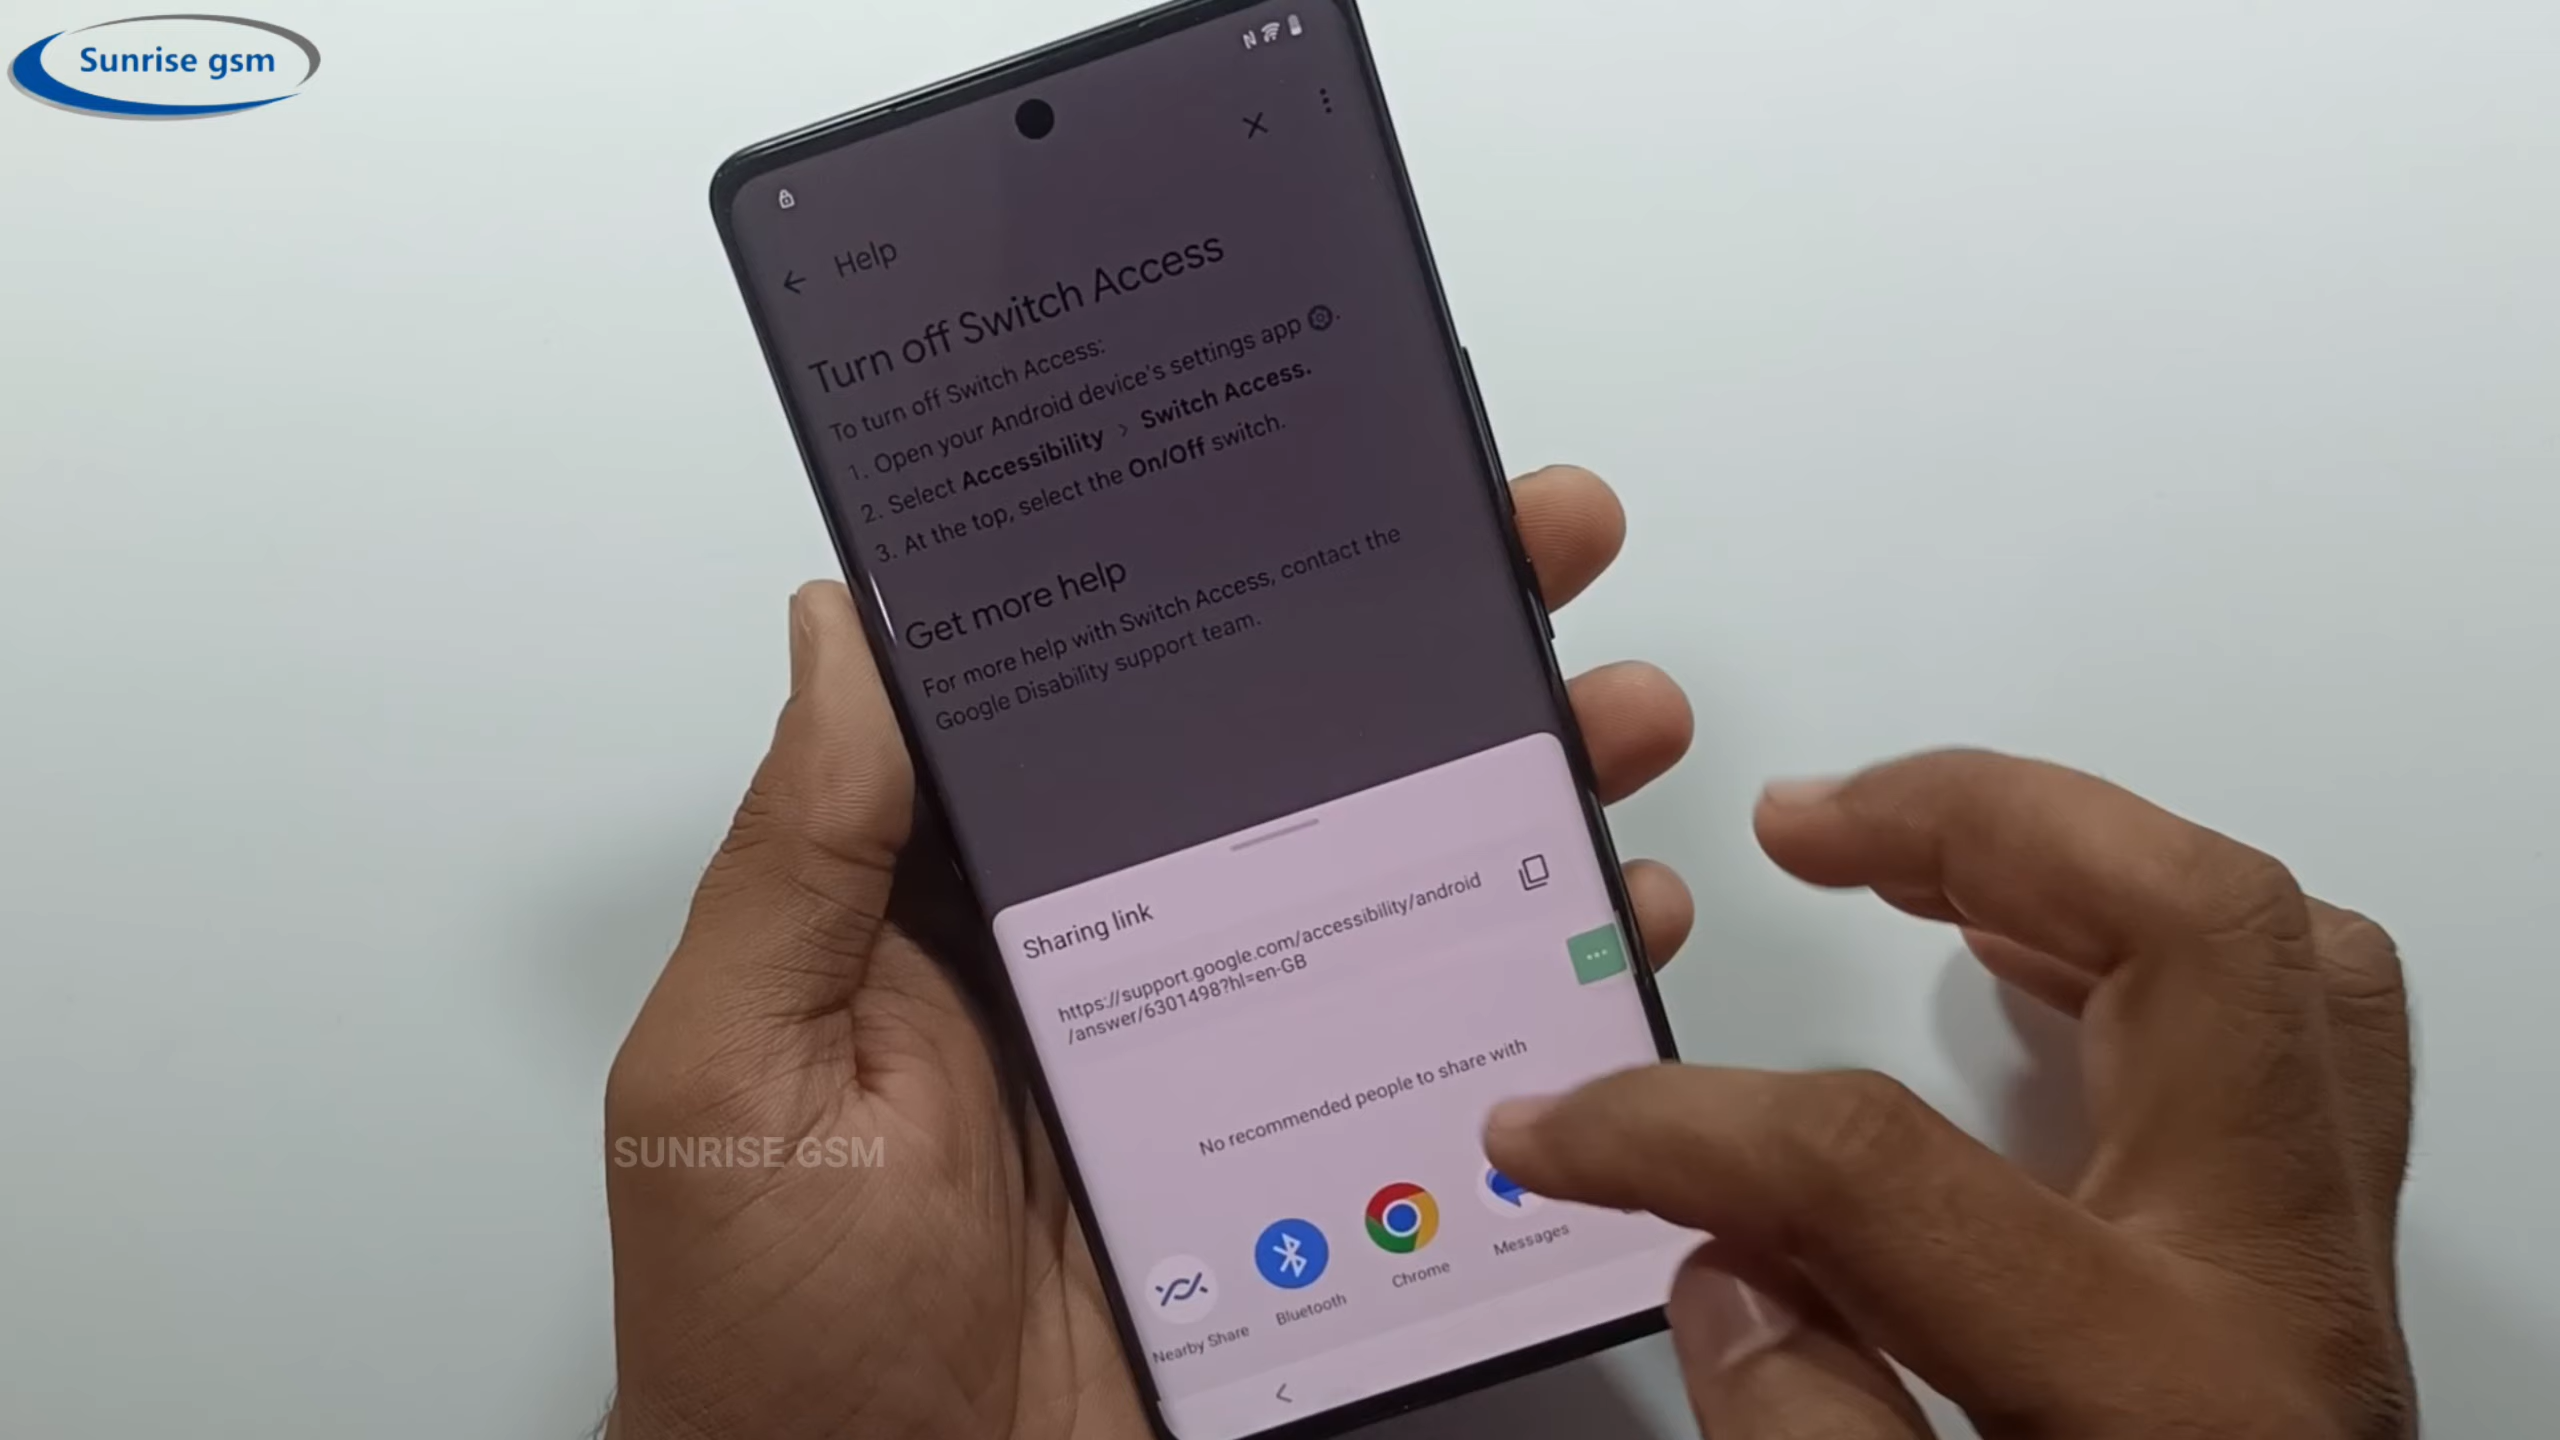 Sunrise gsm
Help
Turn off Switch Access
To turn off Switch Access:
1. Open your Android device's settings app
2. Select Accessibility > Switch Access.
3. At the top, select the On/Off switch.
Get more help
For more help with Switch Access, contact the
Google Disability support team.
Sharing link
https://support.google.com/accessibility/android
/answer/6301498?hl=en-GB
No recommended people to share with
Nearby Share
Bluetooth
Chrome
Messages
SUNRISE GSM